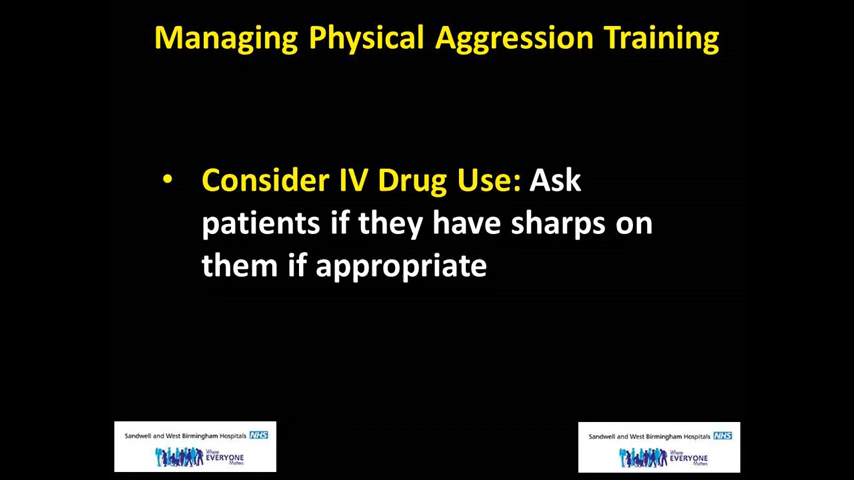 Managing Physical Aggression Training
• Consider IV Drug Use: Ask
patients if they have sharps on
them if appropriate
Sandwell and West Birmingham Hospitals NHS
Where
EVERYONE
Matters
Sandwell and West Birmingham Hospitals NHS
Where
EVERYONE
Matters